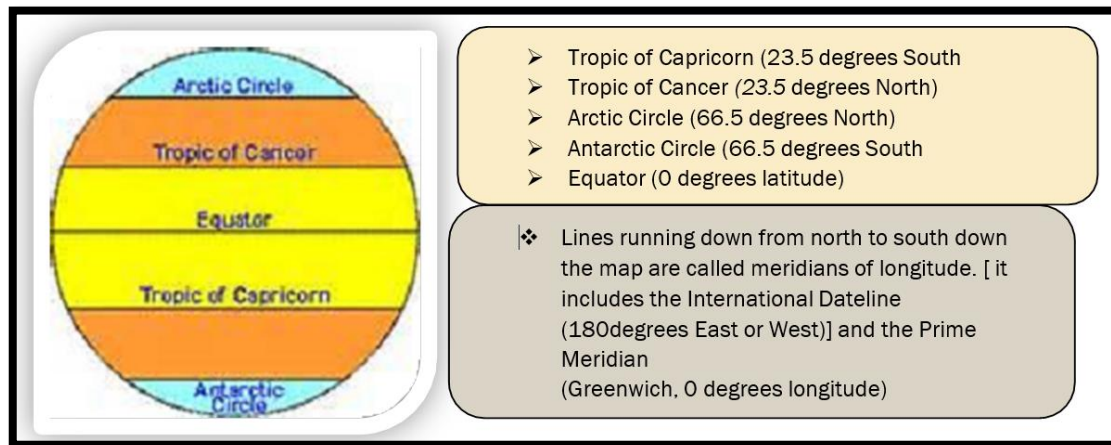 Arctic Circle
Tropic of Cancer
Equator
Tropic of Capricorn
Antarctic
Circle
➢ Tropic of Capricorn (23.5 degrees South
➢ Tropic of Cancer (23.5 degrees North)
➢ Arctic Circle (66.5 degrees North)
➢ Antarctic Circle (66.5 degrees South
➢ Equator (0 degrees latitude)
❖ Lines running down from north to south down
the map are called meridians of longitude. [ it
includes the International Dateline
(180degrees East or West)] and the Prime
Meridian
(Greenwich, 0 degrees longitude)